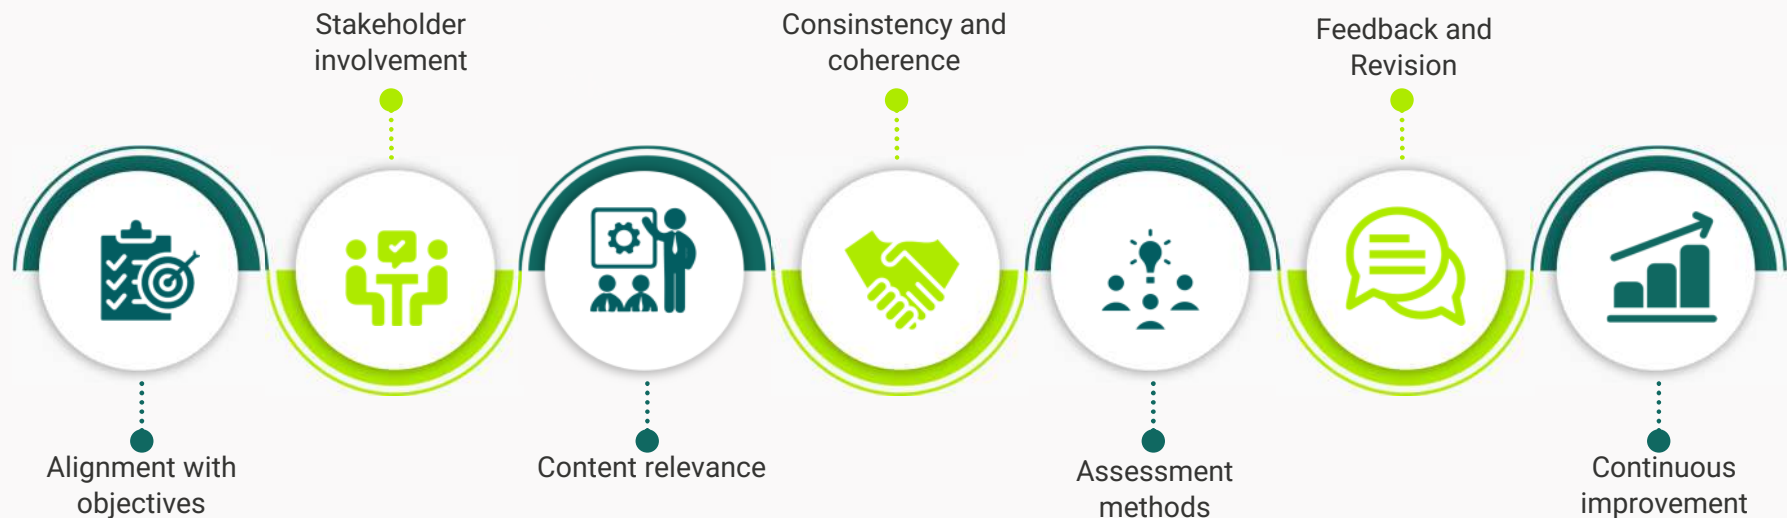 Stakeholder
involvement
Consinstency and
coherence
Feedback and
Revision
Alignment with
objectives
Content relevance
Assessment
methods
Continuous
improvement